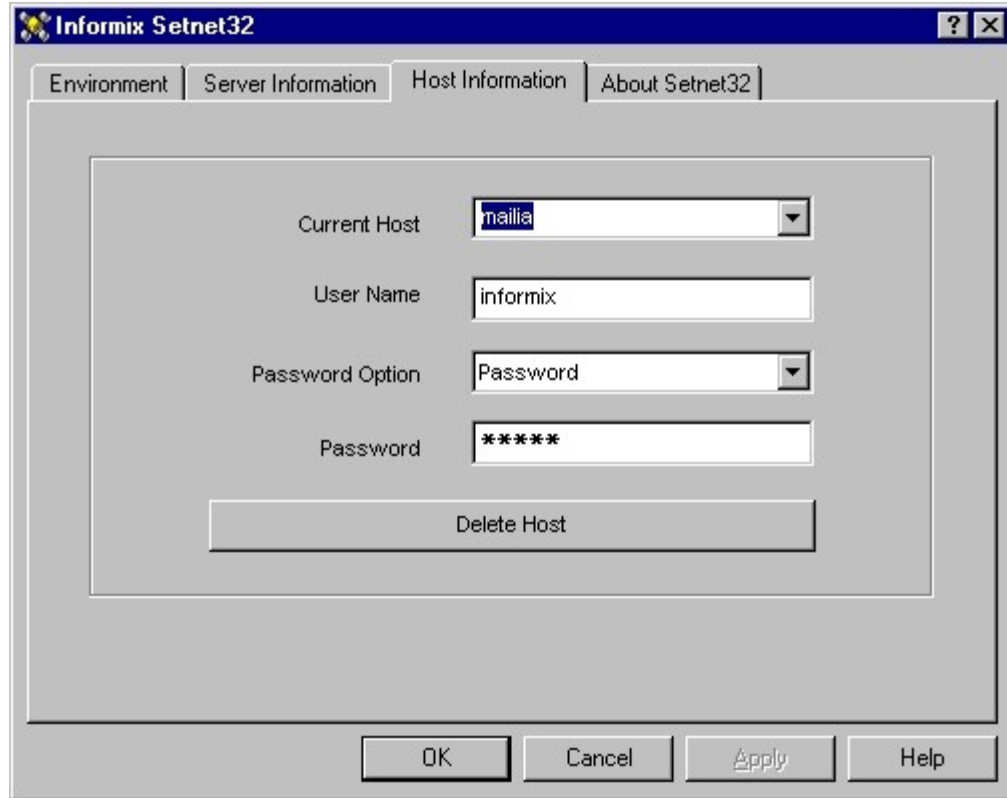 Informix Setnet32
Environment Server Information Host Information About Setnet32
Current Host mailia
User Name informix
Password Option Password
Password *****
Delete Host
OK Cancel Apply Help